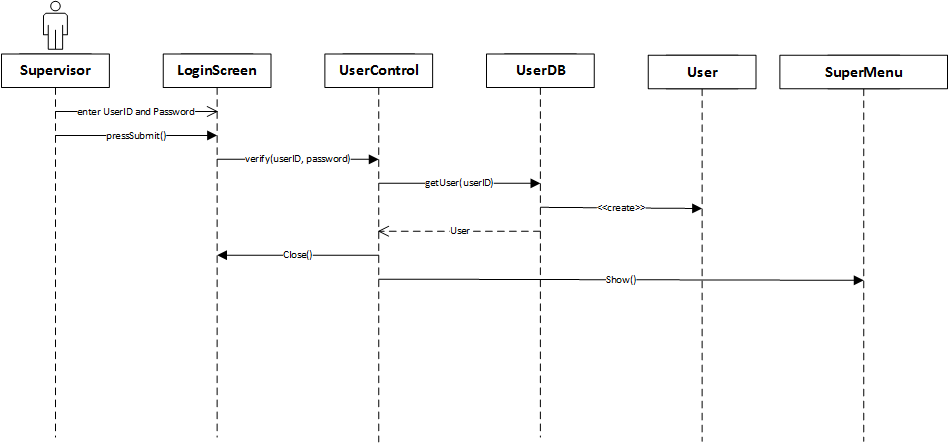 Supervisor
LoginScreen
UserControl
UserDB
User
SuperMenu
enter UserID and Password
pressSubmit()
verify(userID, password)
getUser(userID)
<<create>>
User
Close()
Show()